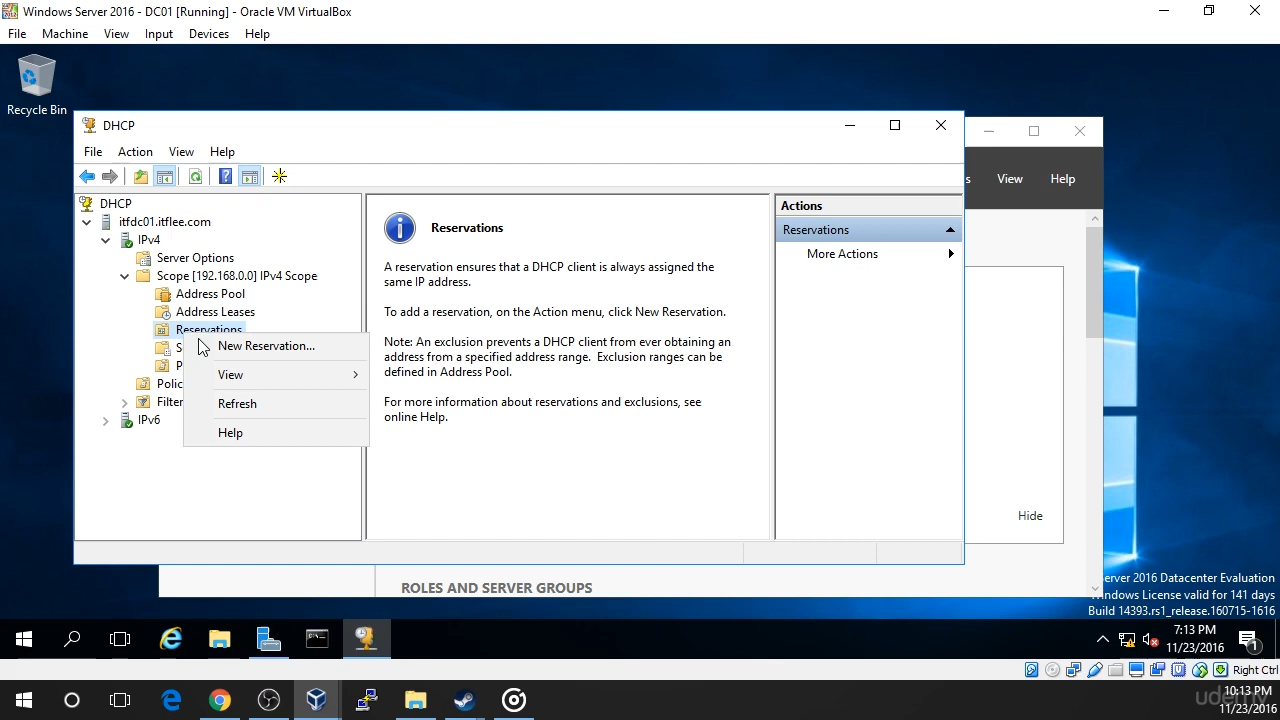 Windows Server 2016 - DC01 [Running] - Oracle VM VirtualBox
File Machine View Input Devices Help
Recycle Bin
DHCP
File Action View Help
s View Help
DHCP
itfdc01.itflee.com
IPv4
Server Options
Scope [192.168.0.0] IPv4 Scope
Address Pool
Address Leases
Reservations
S
P
Polic
Filter
IPv6
New Reservation...
View
Refresh
Help
Reservations
A reservation ensures that a DHCP client is always assigned the
same IP address.
To add a reservation, on the Action menu, click New Reservation.
Note: An exclusion prevents a DHCP client from ever obtaining an
address from a specified address range. Exclusion ranges can be
defined in Address Pool.
For more information about reservations and exclusions, see
online Help.
Actions
Reservations
More Actions
Hide
ROLES AND SERVER GROUPS
erver 2016 Datacenter Evaluation
Windows License valid for 141 days
Build 14393.rs1_release.160715-1616
7:13 PM
11/23/2016
1
Right Ctrl
10:13 PM
udemy
11/23/2016